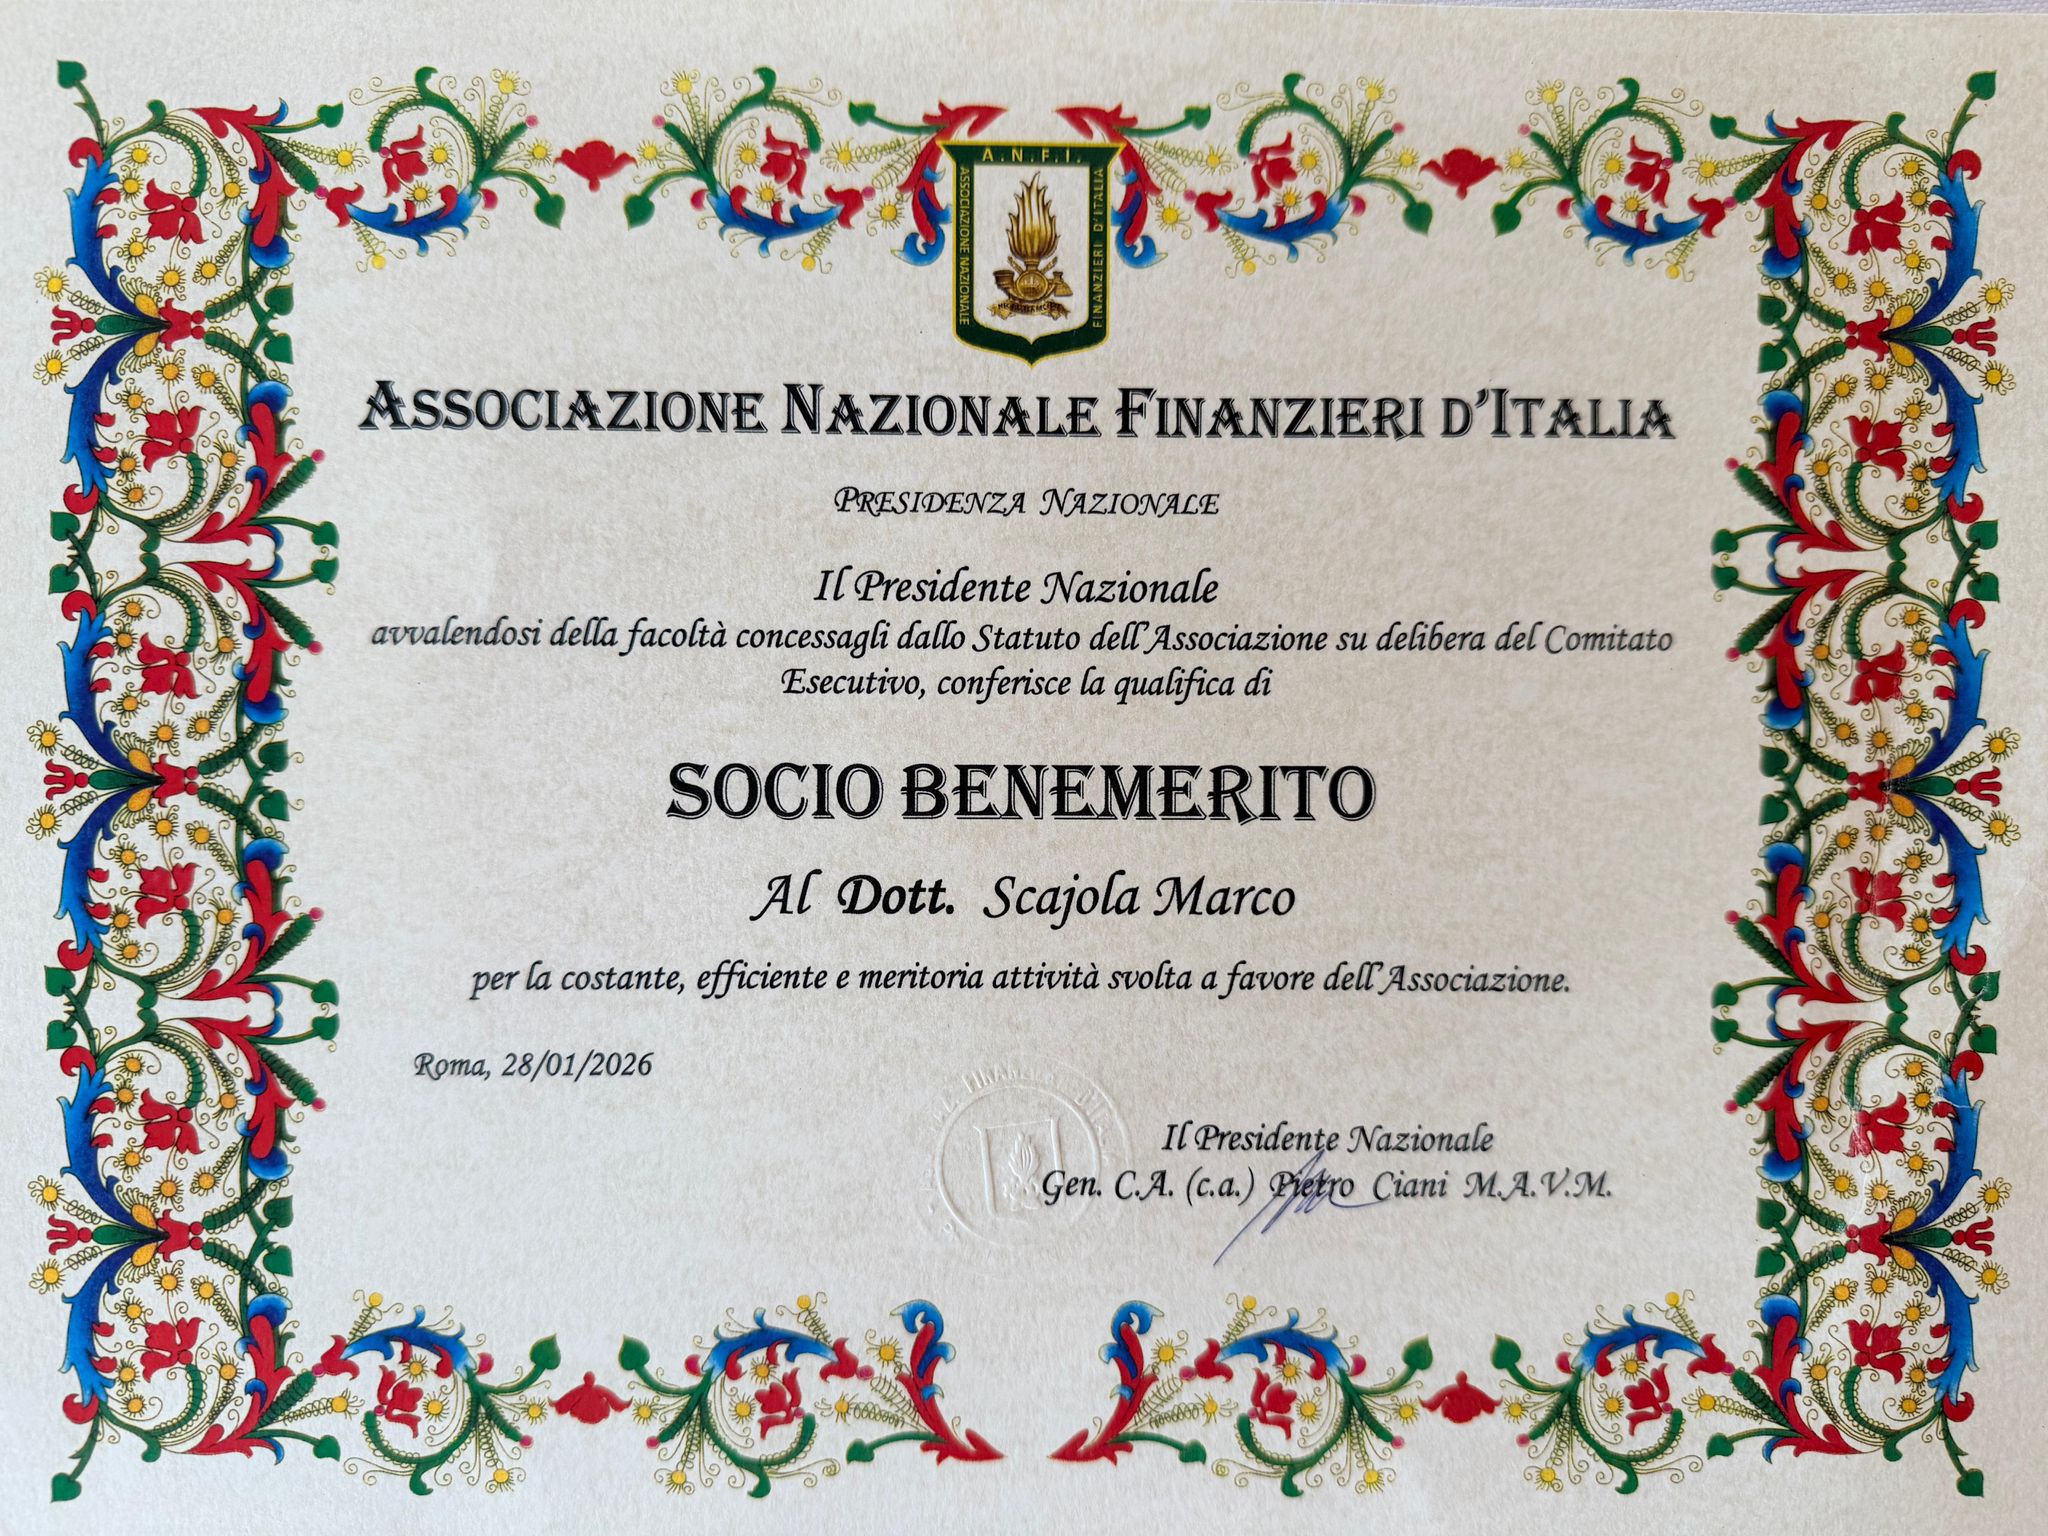 A.N.F.I.
ASSOCIAZIONE NAZIONALE
FINANZIERI D'ITALIA
ASSOCIAZIONE NAZIONALE FINANZIERI D'ITALIA
PRESIDENZA NAZIONALE
Il Presidente Nazionale
avvalendosi della facoltà concessagli dallo Statuto dell'Associazione su delibera del Comitato
Esecutivo, conferisce la qualifica di
SOCIO BENEMERITO
Al Dott. Scajola Marco
per la costante, efficiente e meritoria attività svolta a favore dell'Associazione.
Roma, 28/01/2026
Il Presidente Nazionale
Gen. C.A. (c.a.) Pietro Ciani M.A.V.M.